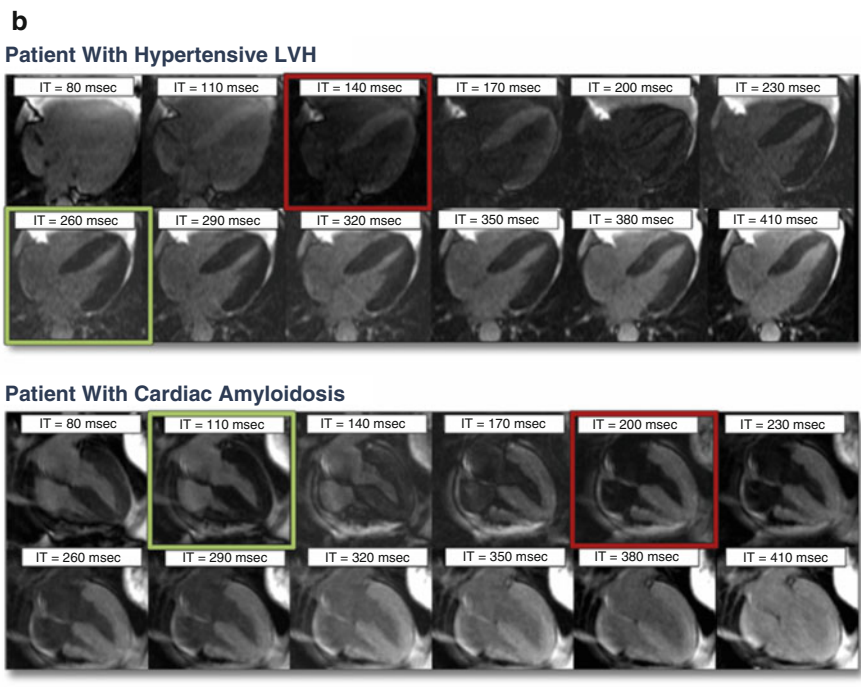 b
Patient With Hypertensive LVH
IT = 80 msec IT = 110 msec IT = 140 msec IT = 170 msec IT = 200 msec IT = 230 msec
IT = 260 msec IT = 290 msec IT = 320 msec IT = 350 msec IT = 380 msec IT = 410 msec
Patient With Cardiac Amyloidosis
IT = 80 msec IT = 110 msec IT = 140 msec IT = 170 msec IT = 200 msec IT = 230 msec
IT = 260 msec IT = 290 msec IT = 320 msec IT = 350 msec IT = 380 msec IT = 410 msec